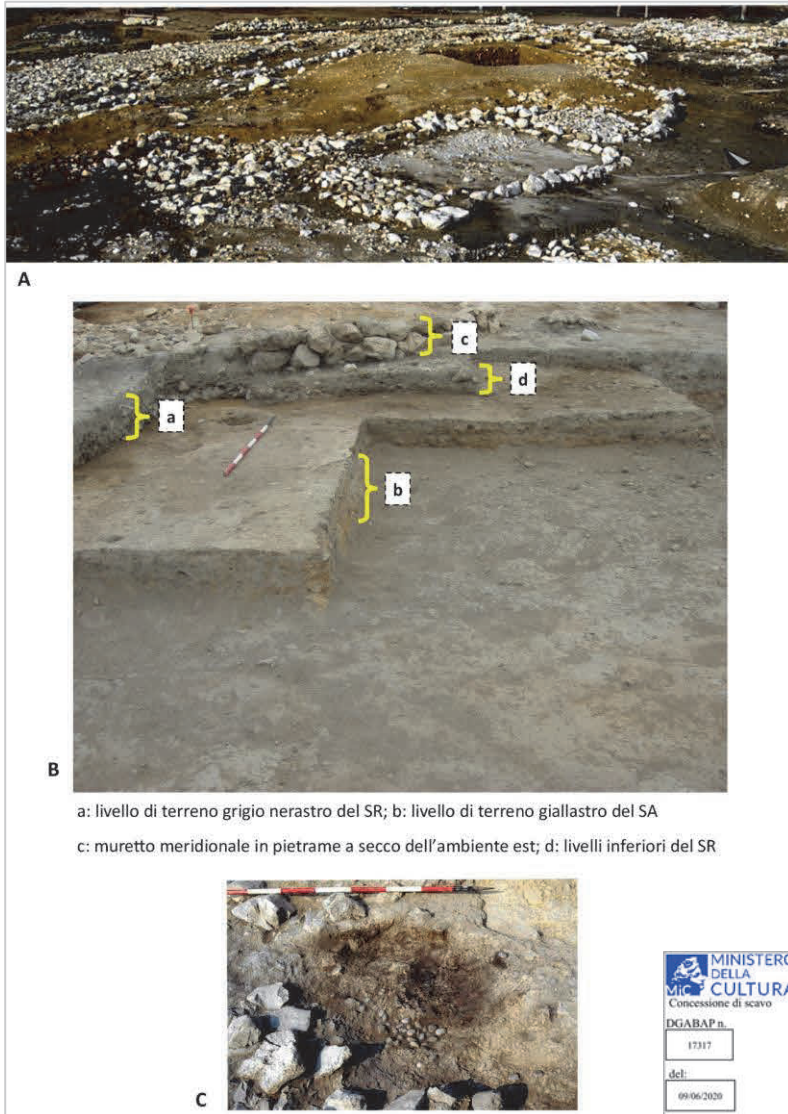 A
c
d
a
b
B
a: livello di terreno grigio nerastro del SR; b: livello di terreno giallastro del SA
c: muretto meridionale in pietrame a secco dell’ambiente est; d: livelli inferiori del SR
C
MiC MINISTERO
DELLA
CULTURA
Concessione di scavo
DGABAP n.
17317
del:
09/06/2020